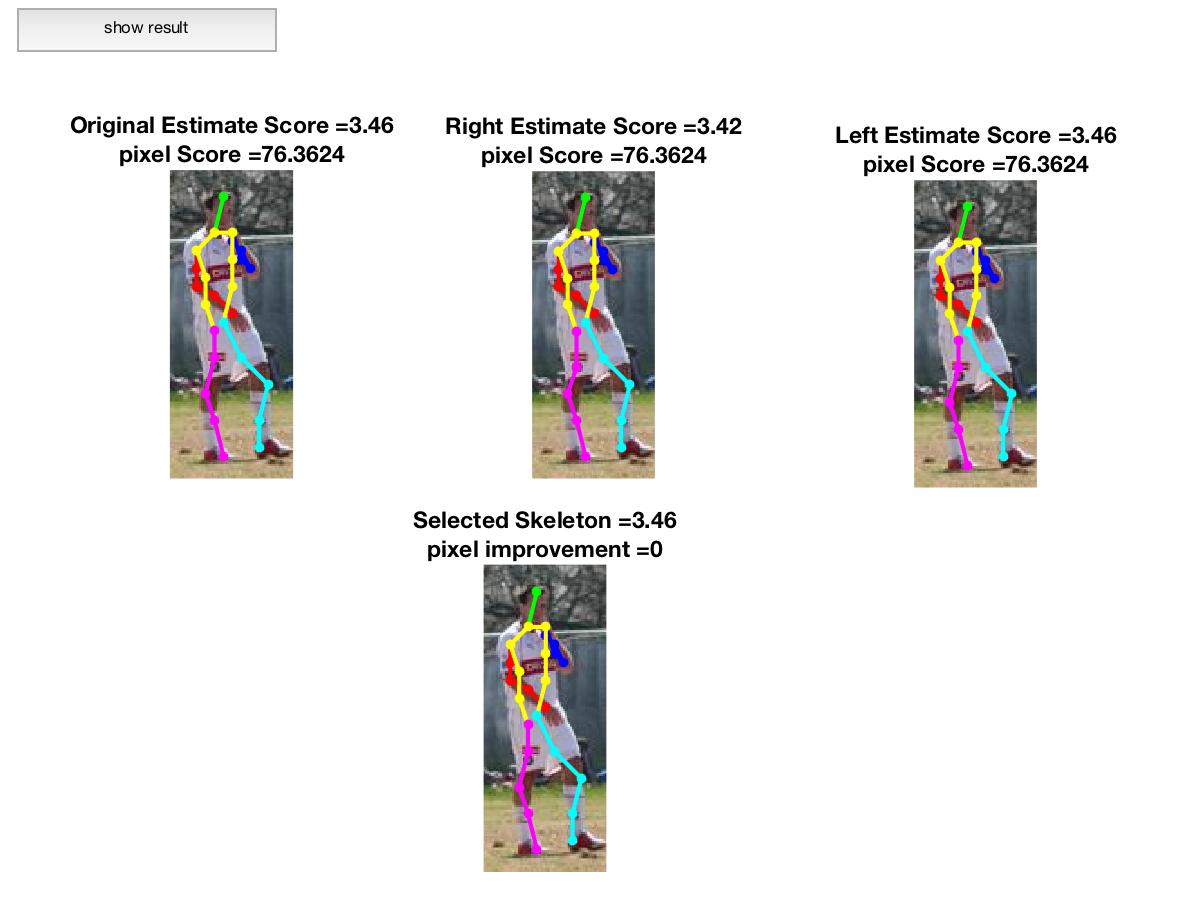 show result
Original Estimate Score =3.46
pixel Score =76.3624
Right Estimate Score =3.42
pixel Score =76.3624
Left Estimate Score =3.46
pixel Score =76.3624
Selected Skeleton =3.46
pixel improvement =0